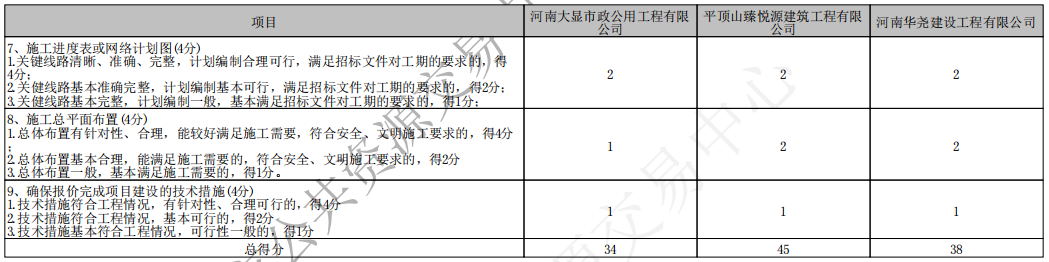 项目
河南大显市政公用工程有限公司
平顶山臻悦源建筑工程有限公司
河南华尧建设工程有限公司
7、施工进度表或网络计划图(4分)
1.关键线路清晰、准确、完整，计划编制合理可行，满足招标文件对工期的要求的，得
4分；
2.关健线路基本准确完整，计划编制基本可行，满足招标文件对工期的要求的，得2分；
3.关健线路基本完整，计划编制一般，基本满足招标文件对工期的要求的，得1分；
2
2
2
8、施工总平面布置(4分)
1.总体布置有针对性、合理，能较好满足施工需要，符合安全、文明施工要求的，得4分
；
2.总体布置基本合理，能满足施工需要的，符合安全、文明施工要求的，得2分
3.总体布置一般，基本满足施工需要的，得1分。
1
2
2
9、确保报价完成项目建设的技术措施(4分)
1.技术措施符合工程情况，有针对性、合理可行的，得4分
2.技术措施符合工程情况，基本可行的，得2分
3.技术措施基本符合工程情况，可行性一般的，得1分
1
1
1
总得分
34
45
38
公共资源交易中
源交易中心